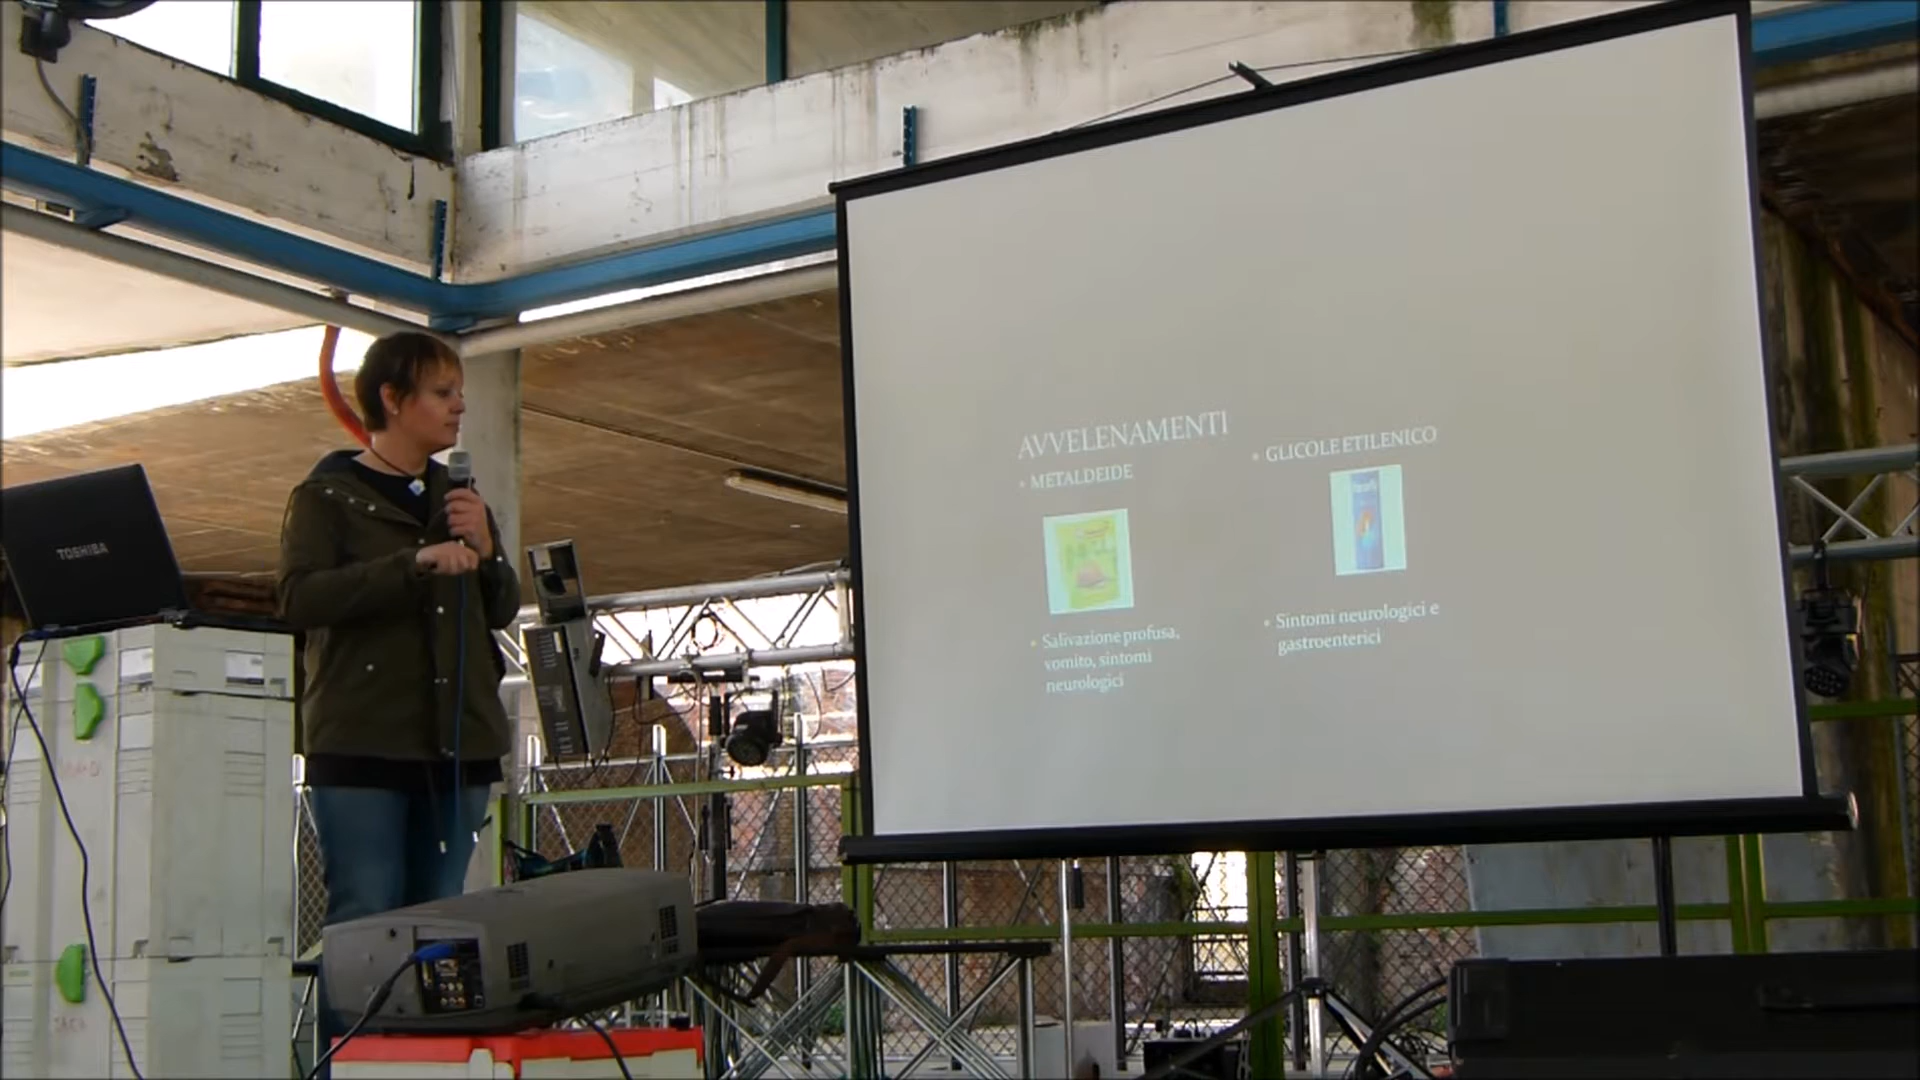 TOSHIBA
AVVELENAMENTI
• METALDEIDE
• Salivazione profusa,
vomito, sintomi
neurologici
• GLICOLE ETILENICO
• Sintomi neurologici e
gastroenterici